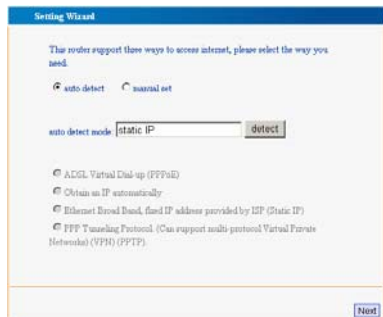 Setting Wizard
This router support three ways to access internet, please select the way you
need.
auto detect manual set
auto detect mode: static IP detect
ADSL Virtual Dial-up (PPPoE)
Obtain an IP automatically
Ethernet Broad Band, fixed IP address provided by ISP (Static IP)
PPP Tunneling Protocol. (Can support multi-protocol Virtual Private
Networks) (VPN) (PPTP).
Next